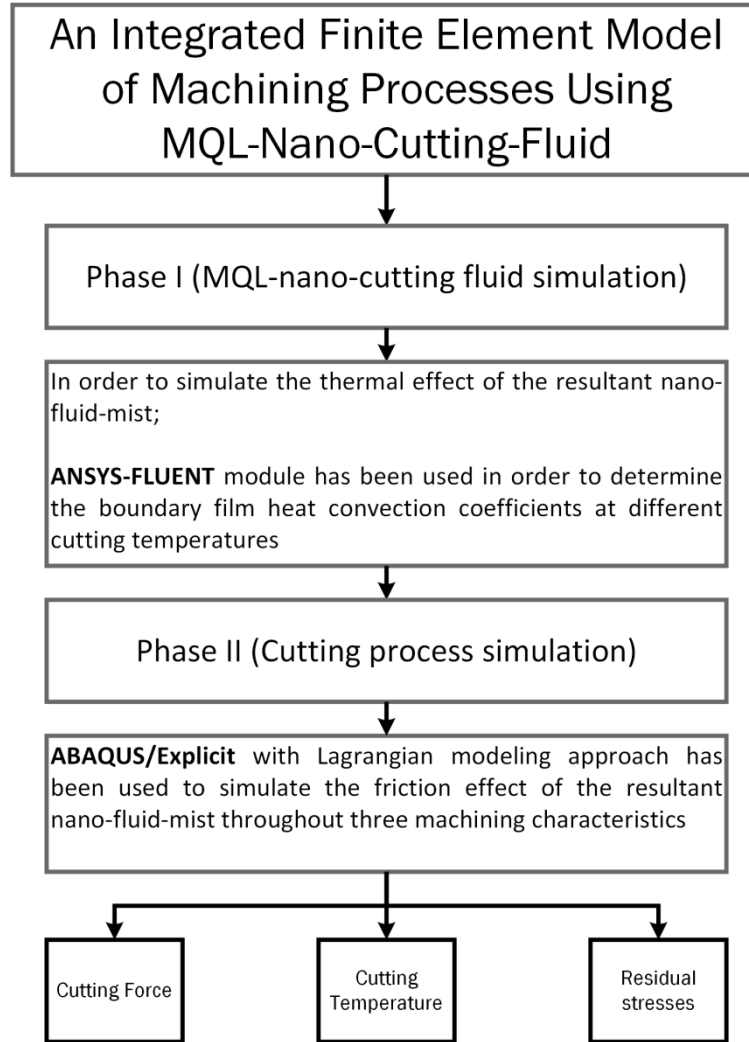 An Integrated Finite Element Model
of Machining Processes Using
MQL-Nano-Cutting-Fluid
Phase I (MQL-nano-cutting fluid simulation)
In order to simulate the thermal effect of the resultant nano-
fluid-mist;
ANSYS-FLUENT module has been used in order to determine
the boundary film heat convection coefficients at different
cutting temperatures
Phase II (Cutting process simulation)
ABAQUS/Explicit with Lagrangian modeling approach has
been used to simulate the friction effect of the resultant
nano-fluid-mist throughout three machining characteristics
Cutting Force
Cutting
Temperature
Residual
stresses